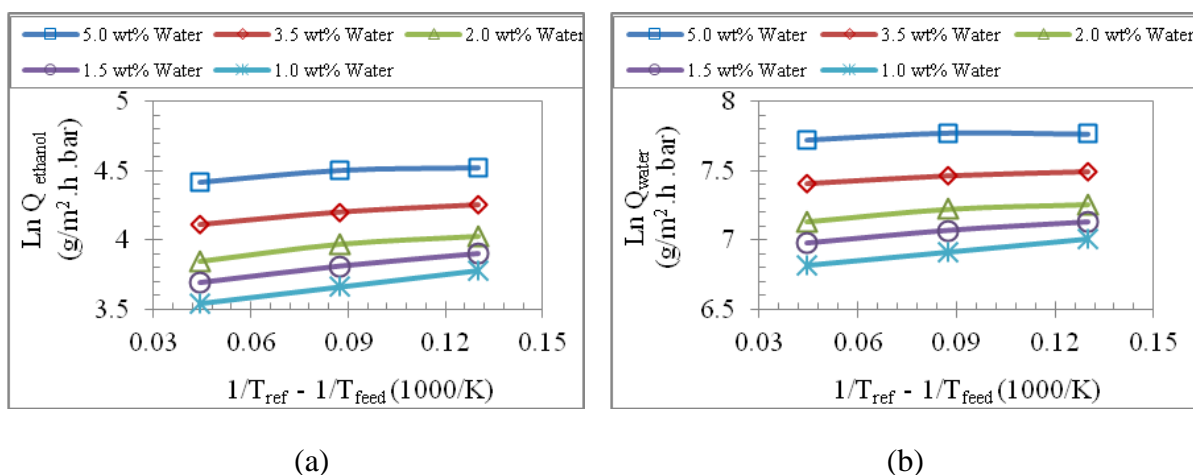 5.0 wt% Water 3.5 wt% Water 2.0 wt% Water
1.5 wt% Water 1.0 wt% Water
5
4.5
4
3.5
0.03 0.06 0.09 0.12 0.15
Ln Q ethanol
(g/m².h .bar)
1/Tref - 1/Tfeed (1000/K)
(a)
5.0 wt% Water 3.5 wt% Water 2.0 wt% Water
1.5 wt% Water 1.0 wt% Water
8
7.5
7
6.5
0.03 0.06 0.09 0.12 0.15
Ln Qwater
(g/m².h .bar)
1/Tref - 1/Tfeed (1000/K)
(b)